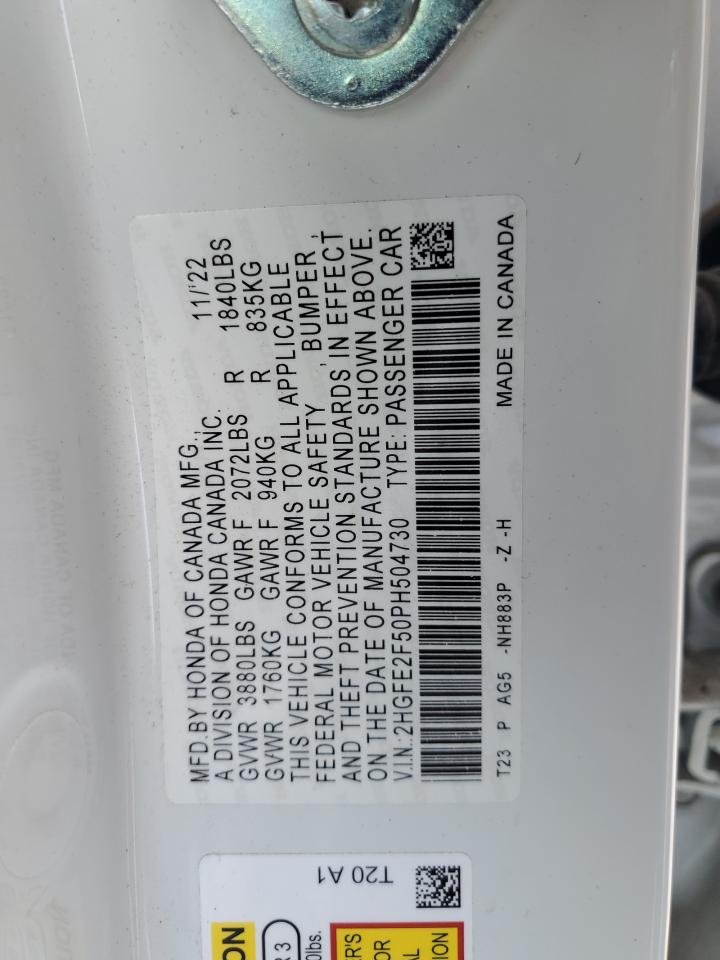 MFD.BY HONDA OF CANADA MFG., 11/'22
A DIVISION OF HONDA CANADA INC.
GVWR 3880LBS GAWR F 2072LBS R 1840LBS
GVWR 1760KG GAWR F 940KG R 835KG
THIS VEHICLE CONFORMS TO ALL APPLICABLE
FEDERAL MOTOR VEHICLE SAFETY , BUMPER ,
AND THEFT PREVENTION STANDARDS IN EFFECT
ON THE DATE OF MANUFACTURE SHOWN ABOVE.
V.I.N.:2HGFE2F50PH504730 TYPE: PASSENGER CAR
T23 P AG5 -NH883P -Z -H MADE IN CANADA
T20 A1